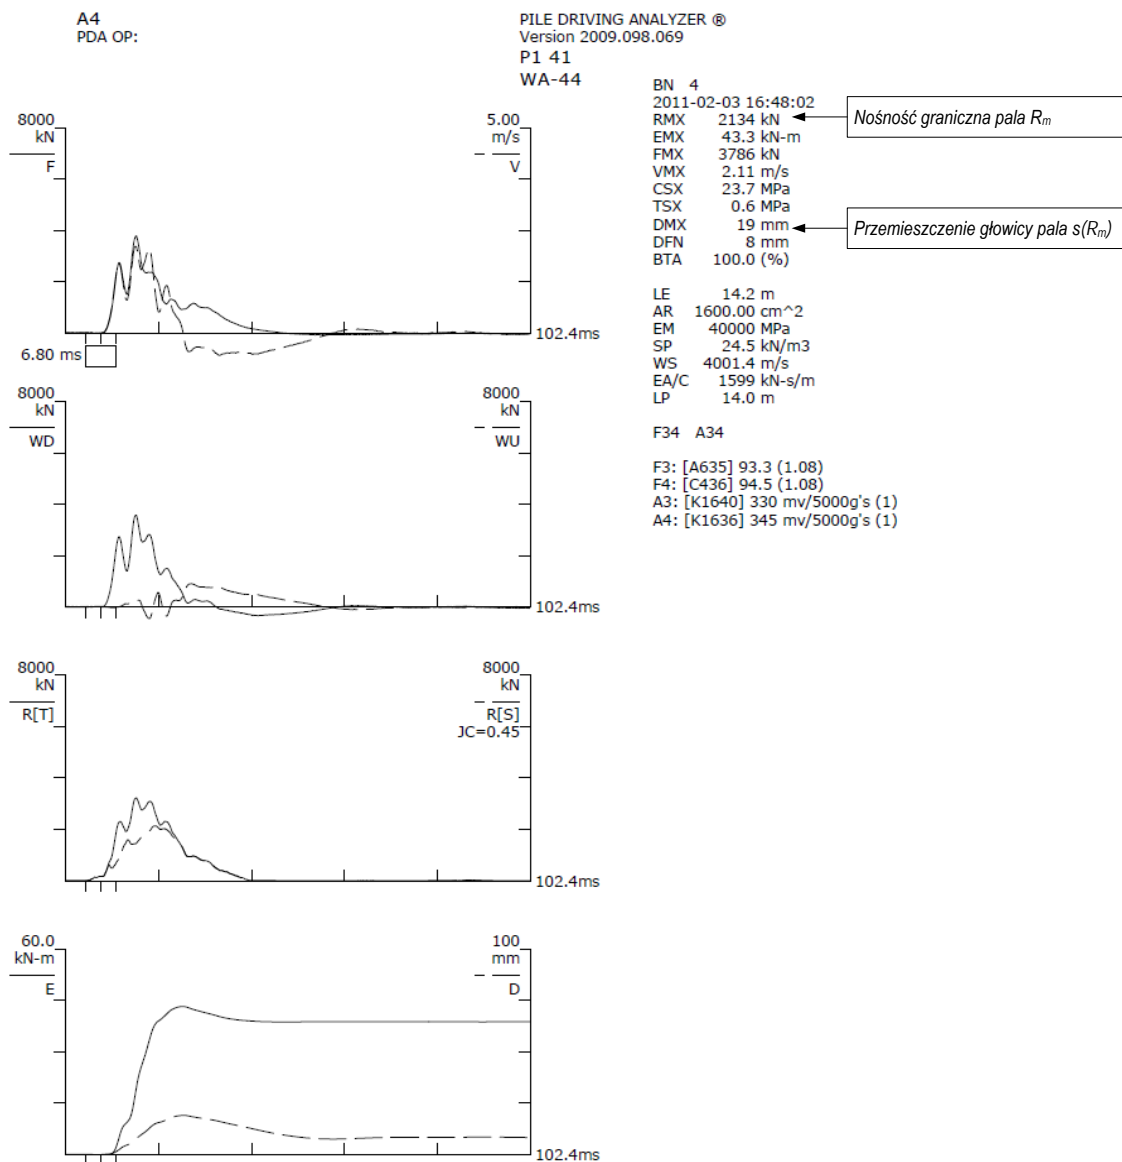 A4
PDA OP:
PILE DRIVING ANALYZER ®
Version 2009.098.069
P1 41
WA-44
BN 4
2011-02-03 16:48:02
RMX 2134 kN
EMX 43.3 kN-m
FMX 3786 kN
VMX 2.11 m/s
CSX 23.7 MPa
TSX 0.6 MPa
DMX 19 mm
DFN 8 mm
BTA 100.0 (%)
LE 14.2 m
AR 1600.00 cm^2
EM 40000 MPa
SP 24.5 kN/m3
WS 4001.4 m/s
EA/C 1599 kN-s/m
LP 14.0 m
F34 A34
F3: [A635] 93.3 (1.08)
F4: [C436] 94.5 (1.08)
A3: [K1640] 330 mv/5000g's (1)
A4: [K1636] 345 mv/5000g's (1)
Nośność graniczna pala Rm
Przemieszczenie głowicy pala s(Rm)
8000
kN
F
5.00
m/s
V
102.4ms
6.80 ms
8000
kN
WD
8000
kN
WU
102.4ms
8000
kN
R[T]
8000
kN
R[S]
JC=0.45
102.4ms
60.0
kN-m
E
100
mm
D
102.4ms